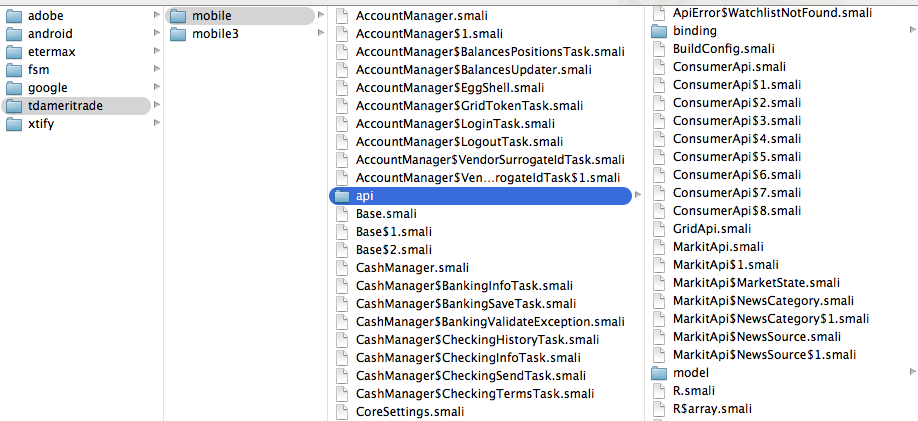 adobe
android
etermax
fsm
google
tdameritrade
xtify
mobile
mobile3
AccountManager.smali
AccountManager$1.smali
AccountManager$BalancesPositionsTask.smali
AccountManager$BalancesUpdater.smali
AccountManager$EggShell.smali
AccountManager$GridTokenTask.smali
AccountManager$LoginTask.smali
AccountManager$LogoutTask.smali
AccountManager$VendorSurrogateIdTask.smali
AccountManager$Ven...rogateIdTask$1.smali
api
Base.smali
Base$1.smali
Base$2.smali
CashManager.smali
CashManager$BankingInfoTask.smali
CashManager$BankingSaveTask.smali
CashManager$BankingValidateException.smali
CashManager$CheckingHistoryTask.smali
CashManager$CheckingInfoTask.smali
CashManager$CheckingSendTask.smali
CashManager$CheckingTermsTask.smali
CoreSettings.smali
ApiError$WatchlistNotFound.smali
binding
BuildConfig.smali
ConsumerApi.smali
ConsumerApi$1.smali
ConsumerApi$2.smali
ConsumerApi$3.smali
ConsumerApi$4.smali
ConsumerApi$5.smali
ConsumerApi$6.smali
ConsumerApi$7.smali
ConsumerApi$8.smali
GridApi.smali
MarkitApi.smali
MarkitApi$1.smali
MarkitApi$MarketState.smali
MarkitApi$NewsCategory.smali
MarkitApi$NewsCategory$1.smali
MarkitApi$NewsSource.smali
MarkitApi$NewsSource$1.smali
model
R.smali
R$array.smali